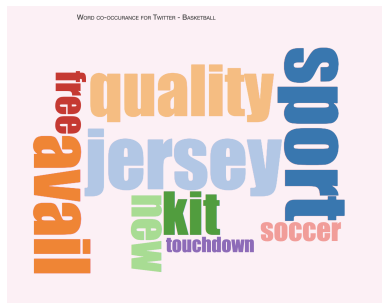 Word co-occurance for Twitter - Basketball
free
quality
sport
avail
jersey
new
kit
touchdown
soccer